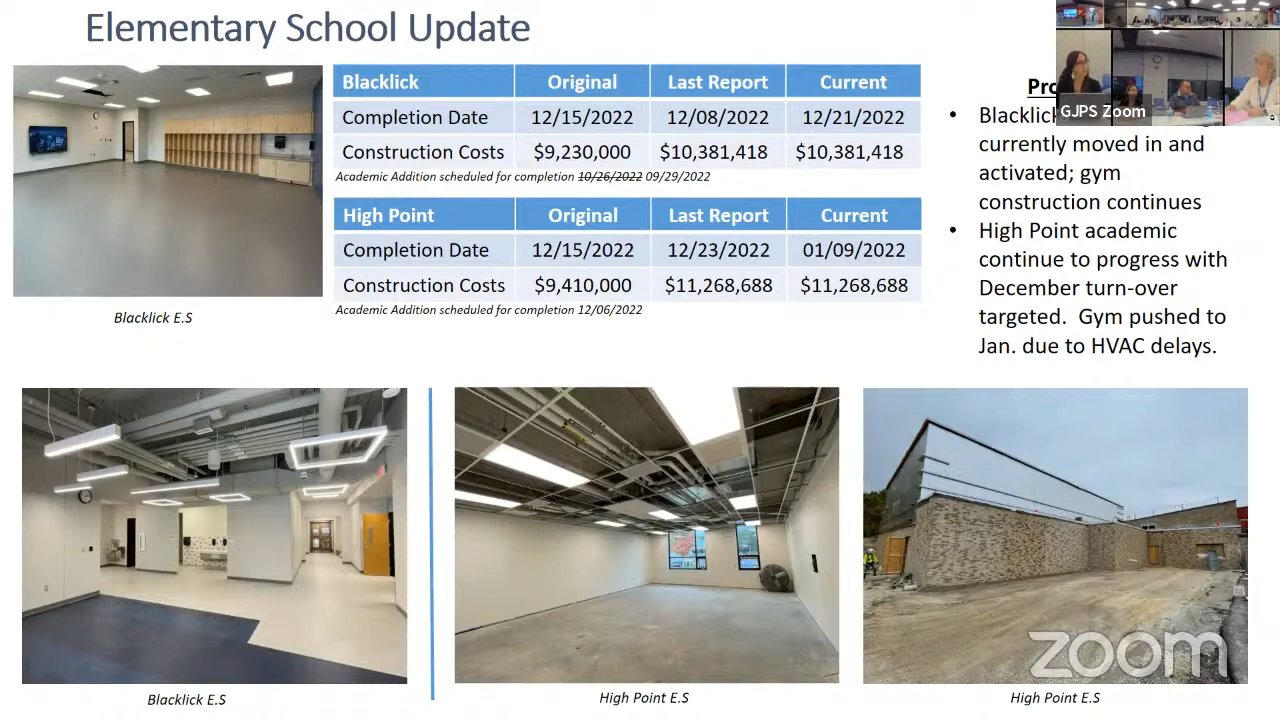 Elementary School Update
Blacklick Original Last Report Current
Completion Date 12/15/2022 12/08/2022 12/21/2022
Construction Costs $9,230,000 $10,381,418 $10,381,418
Academic Addition scheduled for completion 10/26/2022 09/29/2022
High Point Original Last Report Current
Completion Date 12/15/2022 12/23/2022 01/09/2022
Construction Costs $9,410,000 $11,268,688 $11,268,688
Academic Addition scheduled for completion 12/06/2022
GJPS Zoom
currently moved in and
activated; gym
construction continues
• High Point academic
continue to progress with
December turn-over
targeted. Gym pushed to
Jan. due to HVAC delays.
Blacklick E.S
Blacklick E.S
High Point E.S
High Point E.S
zoom